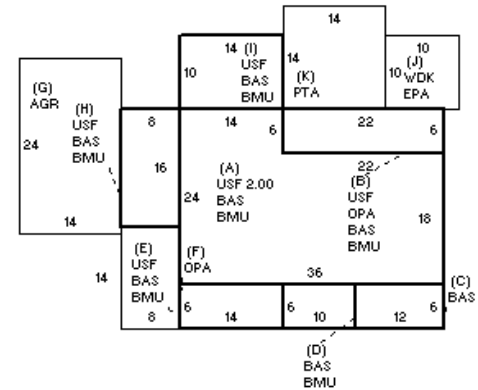 14
14 (I)
USF
BAS
BMU
10
14
(K)
PTA
10
(J)
10 WDK
EPA
(G)
AGR
24
14
(H)
USF
BAS
BMU
8
16
14
6
22
6
(A)
USF 2.00
BAS
BMU
24
22
(B)
USF
OPA
BAS
BMU
18
36
14
(E)
USF
BAS
BMU
8
(F)
OPA
6
14
6
10
12
6
(C)
BAS
(D)
BAS
BMU